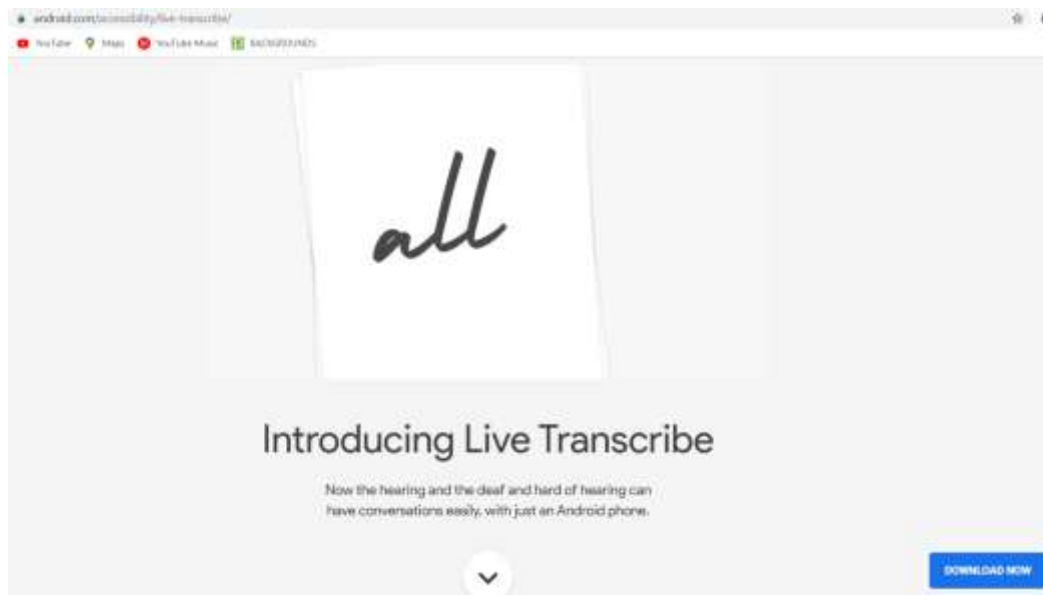 android.com/accessibility/live-transcribe/
YouTube Maps YouTube Music BACKGROUNDS
all
Introducing Live Transcribe
Now the hearing and the deaf and hard of hearing can
have conversations easily, with just an Android phone.
DOWNLOAD NOW